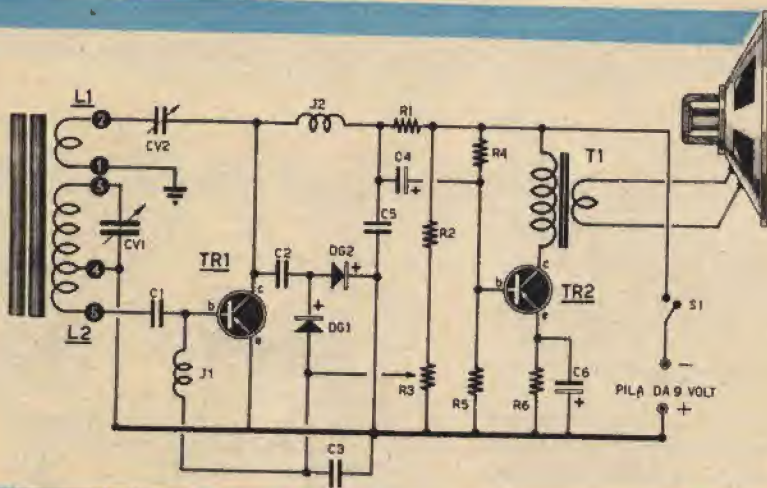 L1
2
1
3
4
5
L2
CV2
CV1
C1
J1
TR1
b
c
e
C2
DG1
+
DG2
+
J2
C5
C4
+
R1
R2
R3
C3
R4
R5
b
c
e
TR2
R6
C6
+
T1
S1
-
PILA DA 9 VOLT
+